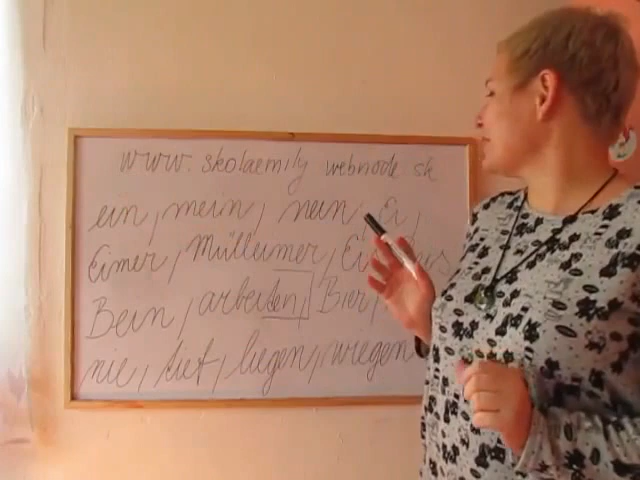 www.skolaemily webnode sk
ein, mein, nein, Ei,
Eimer, Mülleimer,
Bein, arbeiten, Bier,
nie, tief, liegen, wiegen